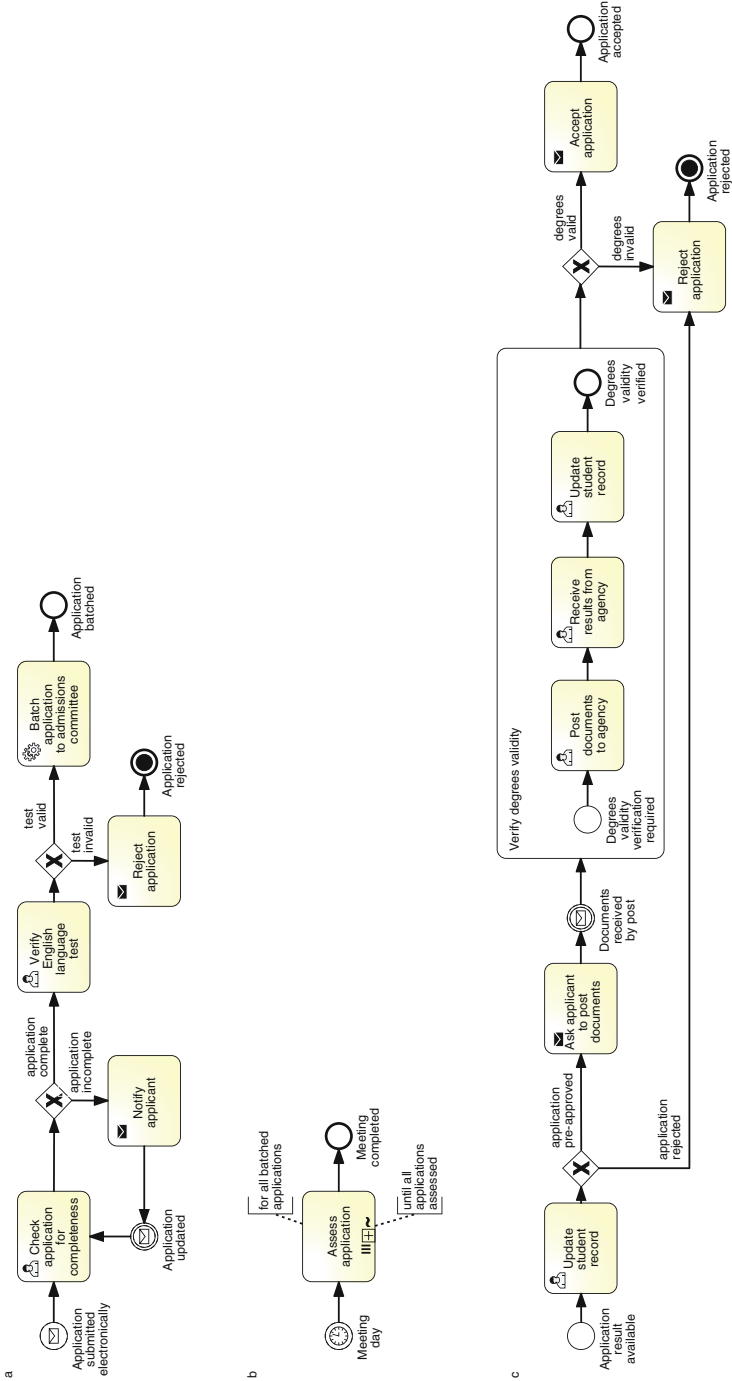 a
Application
submitted
electronically
Check
application
for
completeness
application
complete
application
incomplete
Notify
applicant
Application
updated
Verify
English
language
test
test
valid
test
invalid
Reject
application
Application
rejected
Batch
application
to admissions
committee
Application
batched
b
Meeting
day
Assess
application
for all batched
applications
until all
applications
assessed
Meeting
completed
c
Application
result
available
Update
student
record
application
pre-approved
application
rejected
Ask applicant
to post
documents
Documents
received
by post
Verify degrees validity
Degrees
validity
verification
required
Post
documents
to agency
Receive
results from
agency
Update
student
record
Degrees
validity
verified
degrees
valid
degrees
invalid
Accept
application
Application
accepted
Reject
application
Application
rejected